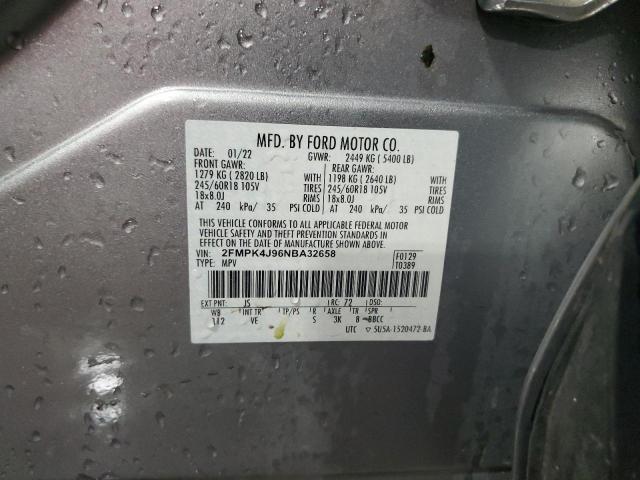 MFD. BY FORD MOTOR CO.
DATE: 01/22 GVWR: 2449 KG ( 5400 LB)
FRONT GAWR: REAR GAWR:
1279 KG ( 2820 LB) WITH 1198 KG ( 2640 LB) WITH
245/60R18 105V TIRES 245/60R18 105V TIRES
18x8.0J RIMS 18x8.0J RIMS
AT 240 kPa/ 35 PSI COLD AT 240 kPa/ 35 PSI COLD
THIS VEHICLE CONFORMS TO ALL APPLICABLE FEDERAL MOTOR
VEHICLE SAFETY AND THEFT PREVENTION STANDARDS IN
EFFECT ON THE DATE OF MANUFACTURE SHOWN ABOVE.
VIN: 2FMPK4J96NBA32658 F0129
TYPE: MPV T0389
EXT PNT: JS RC: 72 DSO:
WB INT TR TP/PS R AXLE TR SPR
112 VE S 3K 8 BBCC
UTC ▽ 5U5A-1520472-BA